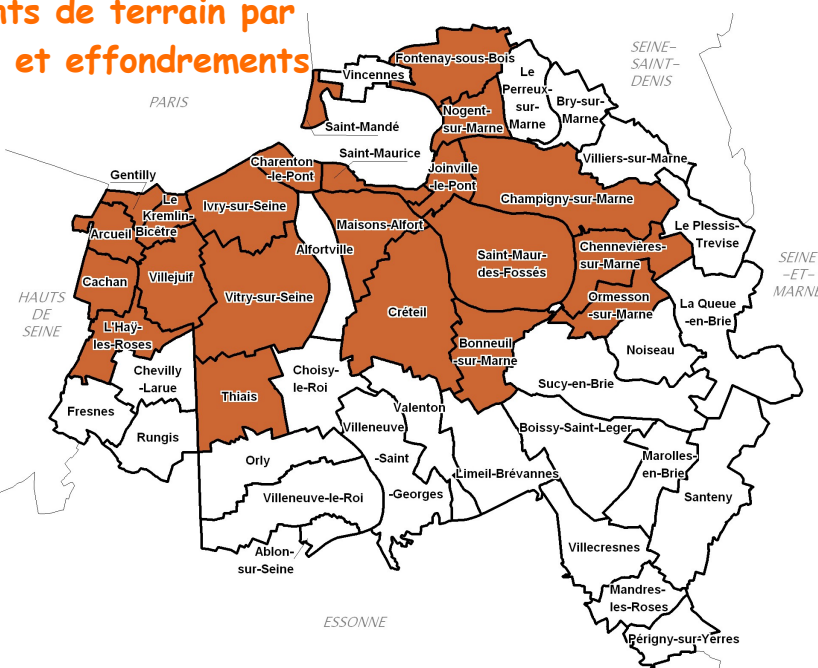 nts de terrain par
et effondrements
SEINE-
SAINT-
DENIS
PARIS
Fontenay-sous-Bois
Vincennes
Le
Perreux-
sur-
Marne
Bry-sur-
Marne
Nogent-
sur-Marne
Saint-Mandé
Saint-Maurice
Villiers-sur-Marne
Charenton
-le-Pont
Joinville
-le-Pont
Gentilly
Champigny-sur-Marne
Le
Kremlin-
Bicêtre
Ivry-sur-Seine
Arcueil
Maisons-Alfort
Le Plessis-
Trevise
Alfortville
Chennevières-
sur-Marne
Saint-Maur-
des-Fossés
SEINE
-ET-
MARNE
Cachan
Villejuif
HAUTS
DE
SEINE
Vitry-sur-Seine
Ormesson
-sur-Marne
La Queue
-en-Brie
Créteil
L'Haÿ-
les-Roses
Bonneuil
-sur-Marne
Noiseau
Chevilly
-Larue
Choisy-
le-Roi
Sucy-en-Brie
Thiais
Fresnes
Valenton
Rungis
Villeneuve
-Saint
-Georges
Boissy-Saint-Leger
Orly
Limeil-Brévannes
Marolles-
en-Brie
Villeneuve-le-Roi
Santeny
Ablon-
sur-Seine
Villecresnes
Mandres-
les-Roses
ESSONNE
Périgny-sur-Yerres